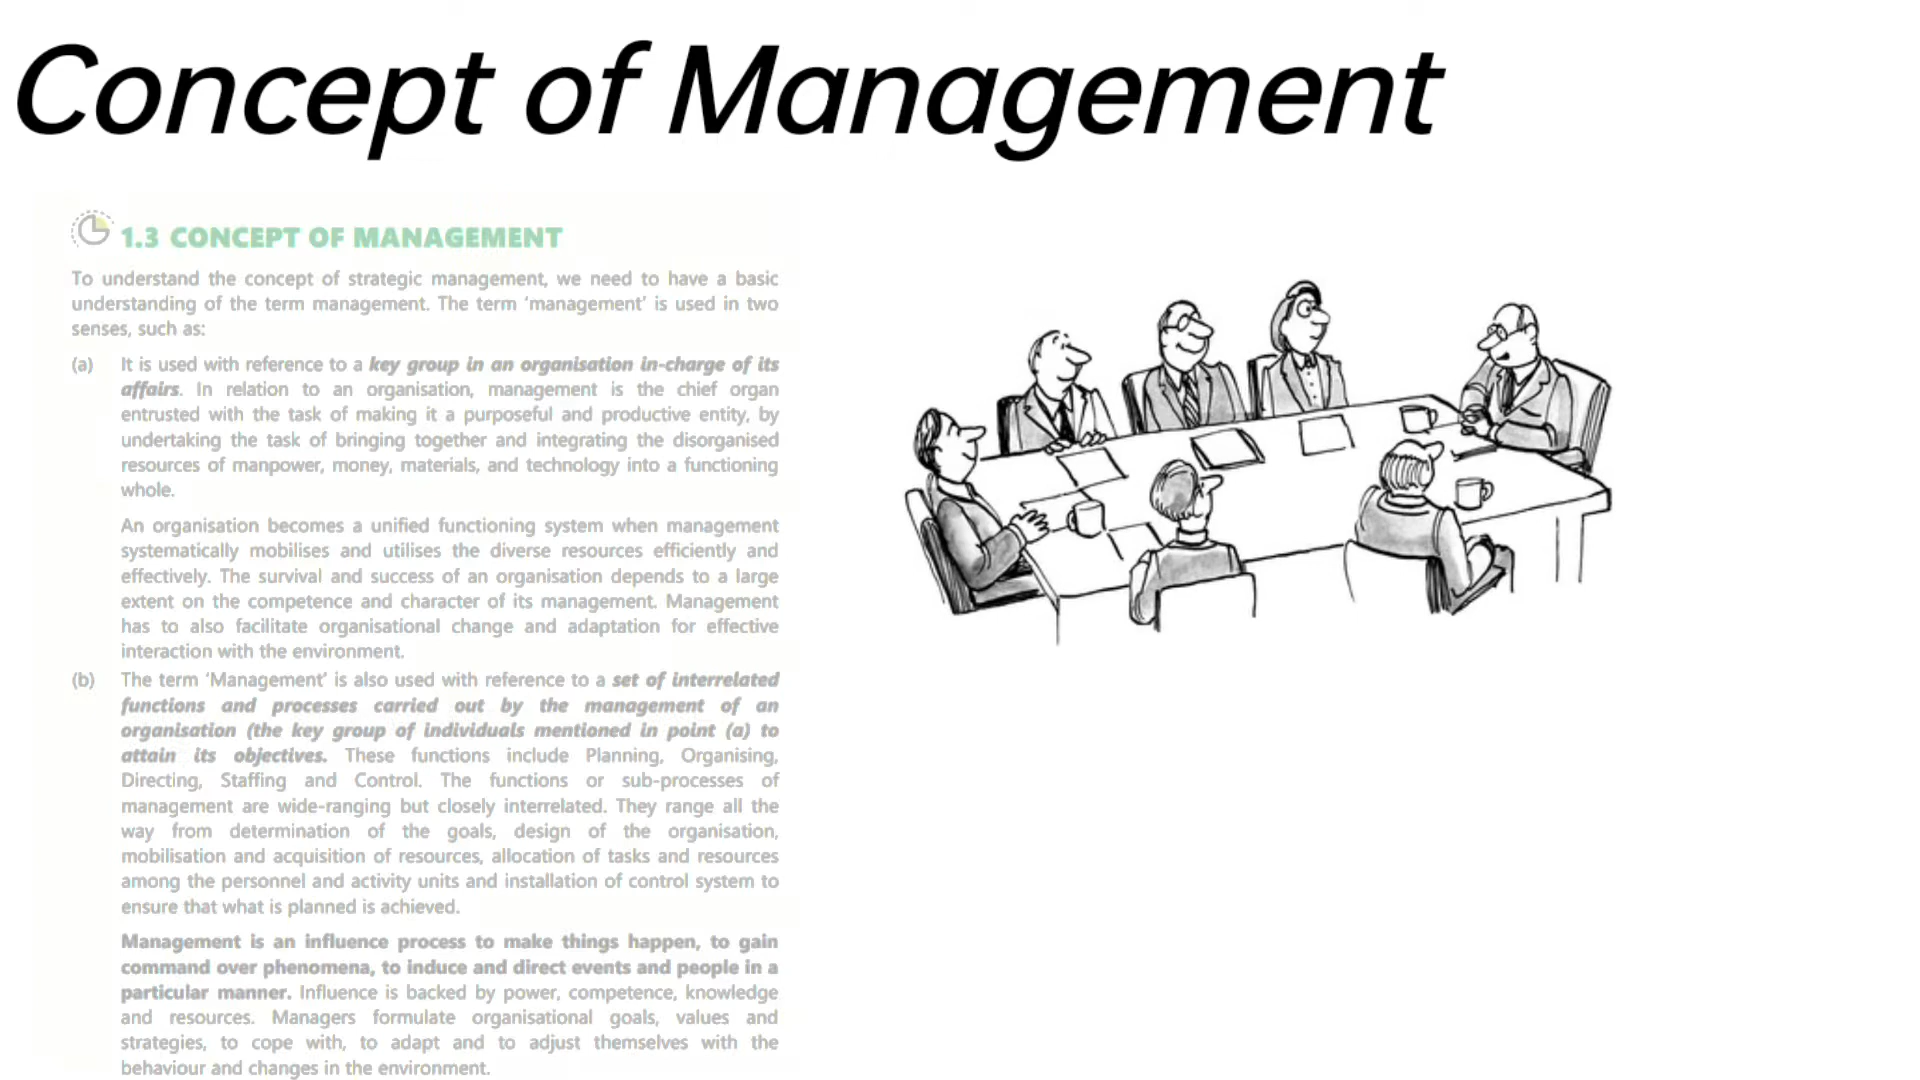 Concept of Management
1.3 CONCEPT OF MANAGEMENT
To understand the concept of strategic management, we need to have a basic
understanding of the term management. The term ‘management’ is used in two
senses, such as:
(a) It is used with reference to a key group in an organisation in-charge of its
affairs. In relation to an organisation, management is the chief organ
entrusted with the task of making it a purposeful and productive entity, by
undertaking the task of bringing together and integrating the disorganised
resources of manpower, money, materials, and technology into a functioning
whole.
An organisation becomes a unified functioning system when management
systematically mobilises and utilises the diverse resources efficiently and
effectively. The survival and success of an organisation depends to a large
extent on the competence and character of its management. Management
has to also facilitate organisational change and adaptation for effective
interaction with the environment.
(b) The term ‘Management’ is also used with reference to a set of interrelated
functions and processes carried out by the management of an
organisation (the key group of individuals mentioned in point (a) to
attain its objectives. These functions include Planning, Organising,
Directing, Staffing and Control. The functions or sub-processes of
management are wide-ranging but closely interrelated. They range all the
way from determination of the goals, design of the organisation,
mobilisation and acquisition of resources, allocation of tasks and resources
among the personnel and activity units and installation of control system to
ensure that what is planned is achieved.
Management is an influence process to make things happen, to gain
command over phenomena, to induce and direct events and people in a
particular manner. Influence is backed by power, competence, knowledge
and resources. Managers formulate organisational goals, values and
strategies, to cope with, to adapt and to adjust themselves with the
behaviour and changes in the environment.